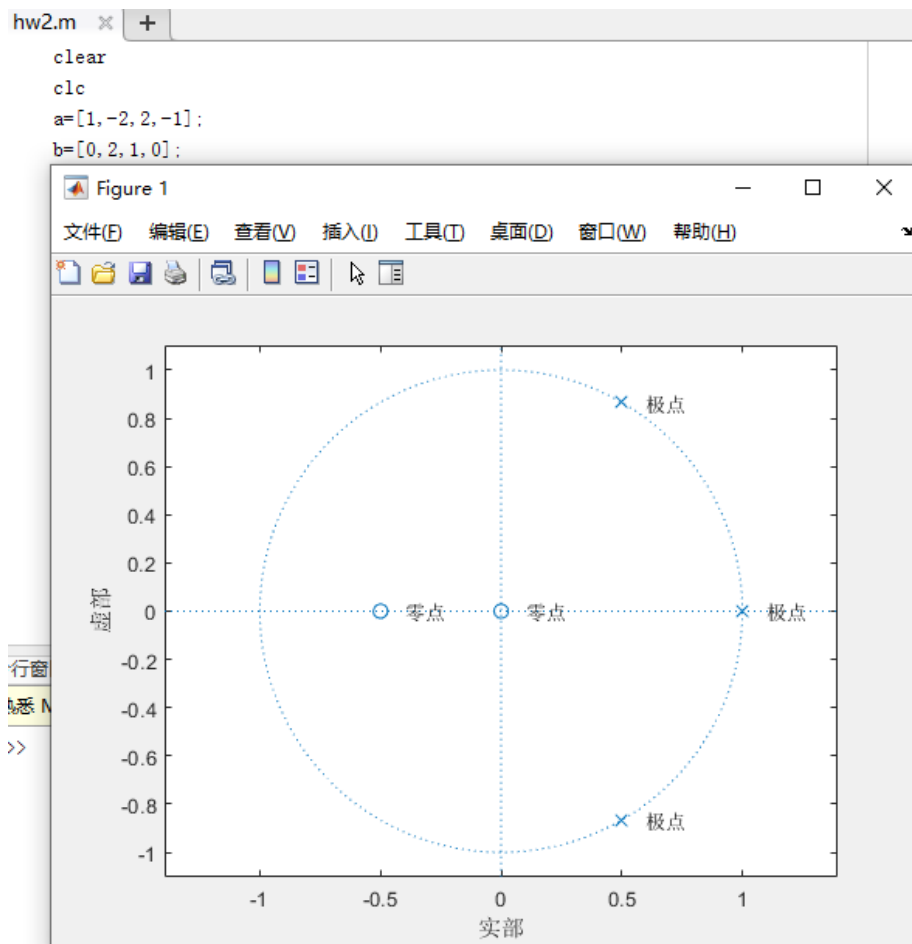 hw2.m × +
clear
clc
a=[1,-2,2,-1];
b=[0,2,1,0];
Figure 1
文件(F) 编辑(E) 查看(V) 插入(I) 工具(T) 桌面(D) 窗口(W) 帮助(H)
1
0.8
0.6
0.4
0.2
0
-0.2
-0.4
-0.6
-0.8
-1
虚部
极点
零点 零点 极点
极点
-1 -0.5 0 0.5 1
实部
行窗
悉
>>